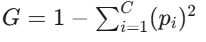 G = 1 − ∑_{i=1}^{C} (p_i)^2